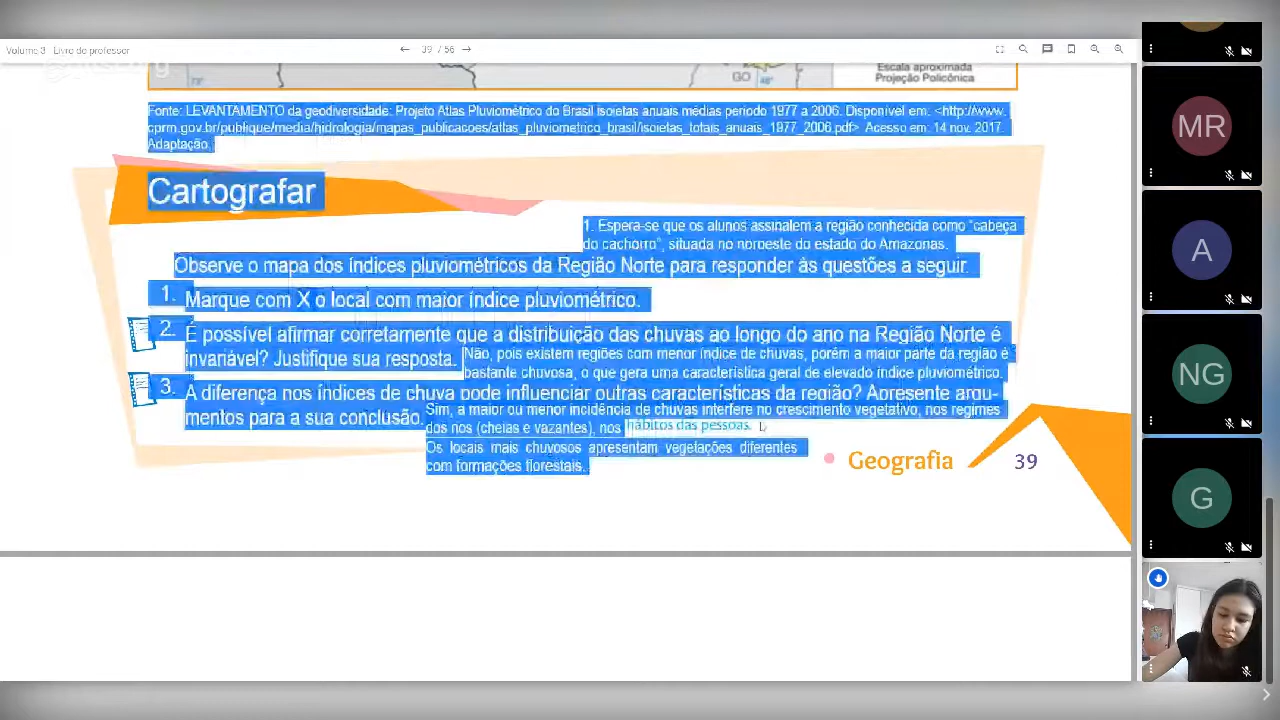 Volume 3 - Livro do professor
39 / 56
GO
48°
73°
Escala aproximada
Projeção Policônica
Fonte: LEVANTAMENTO da geodiversidade: Projeto Atlas Pluviométrico do Brasil isoietas anuais médias período 1977 a 2006. Disponível em: <http://www.
cprm.gov.br/publique/media/hidrologia/mapas_publicacoes/atlas_pluviometrico_brasil/isoietas_totais_anuais_1977_2006.pdf> Acesso em: 14 nov. 2017.
Adaptação.
Cartografar
1. Espera-se que os alunos assinalem a região conhecida como "cabeça
do cachorro", situada no noroeste do estado do Amazonas.
Observe o mapa dos índices pluviométricos da Região Norte para responder às questões a seguir.
1. Marque com X o local com maior índice pluviométrico.
2. É possível afirmar corretamente que a distribuição das chuvas ao longo do ano na Região Norte é
invariável? Justifique sua resposta.
Não, pois existem regiões com menor índice de chuvas, porém a maior parte da região é
bastante chuvosa, o que gera uma característica geral de elevado índice pluviométrico.
3. A diferença nos índices de chuva pode influenciar outras características da região? Apresente argu-
mentos para a sua conclusão.
Sim, a maior ou menor incidência de chuvas interfere no crescimento vegetativo, nos regimes
dos rios (cheias e vazantes), nos hábitos das pessoas.
Os locais mais chuvosos apresentam vegetações diferentes
com formações florestais.
Geografia 39
MR
A
NG
G